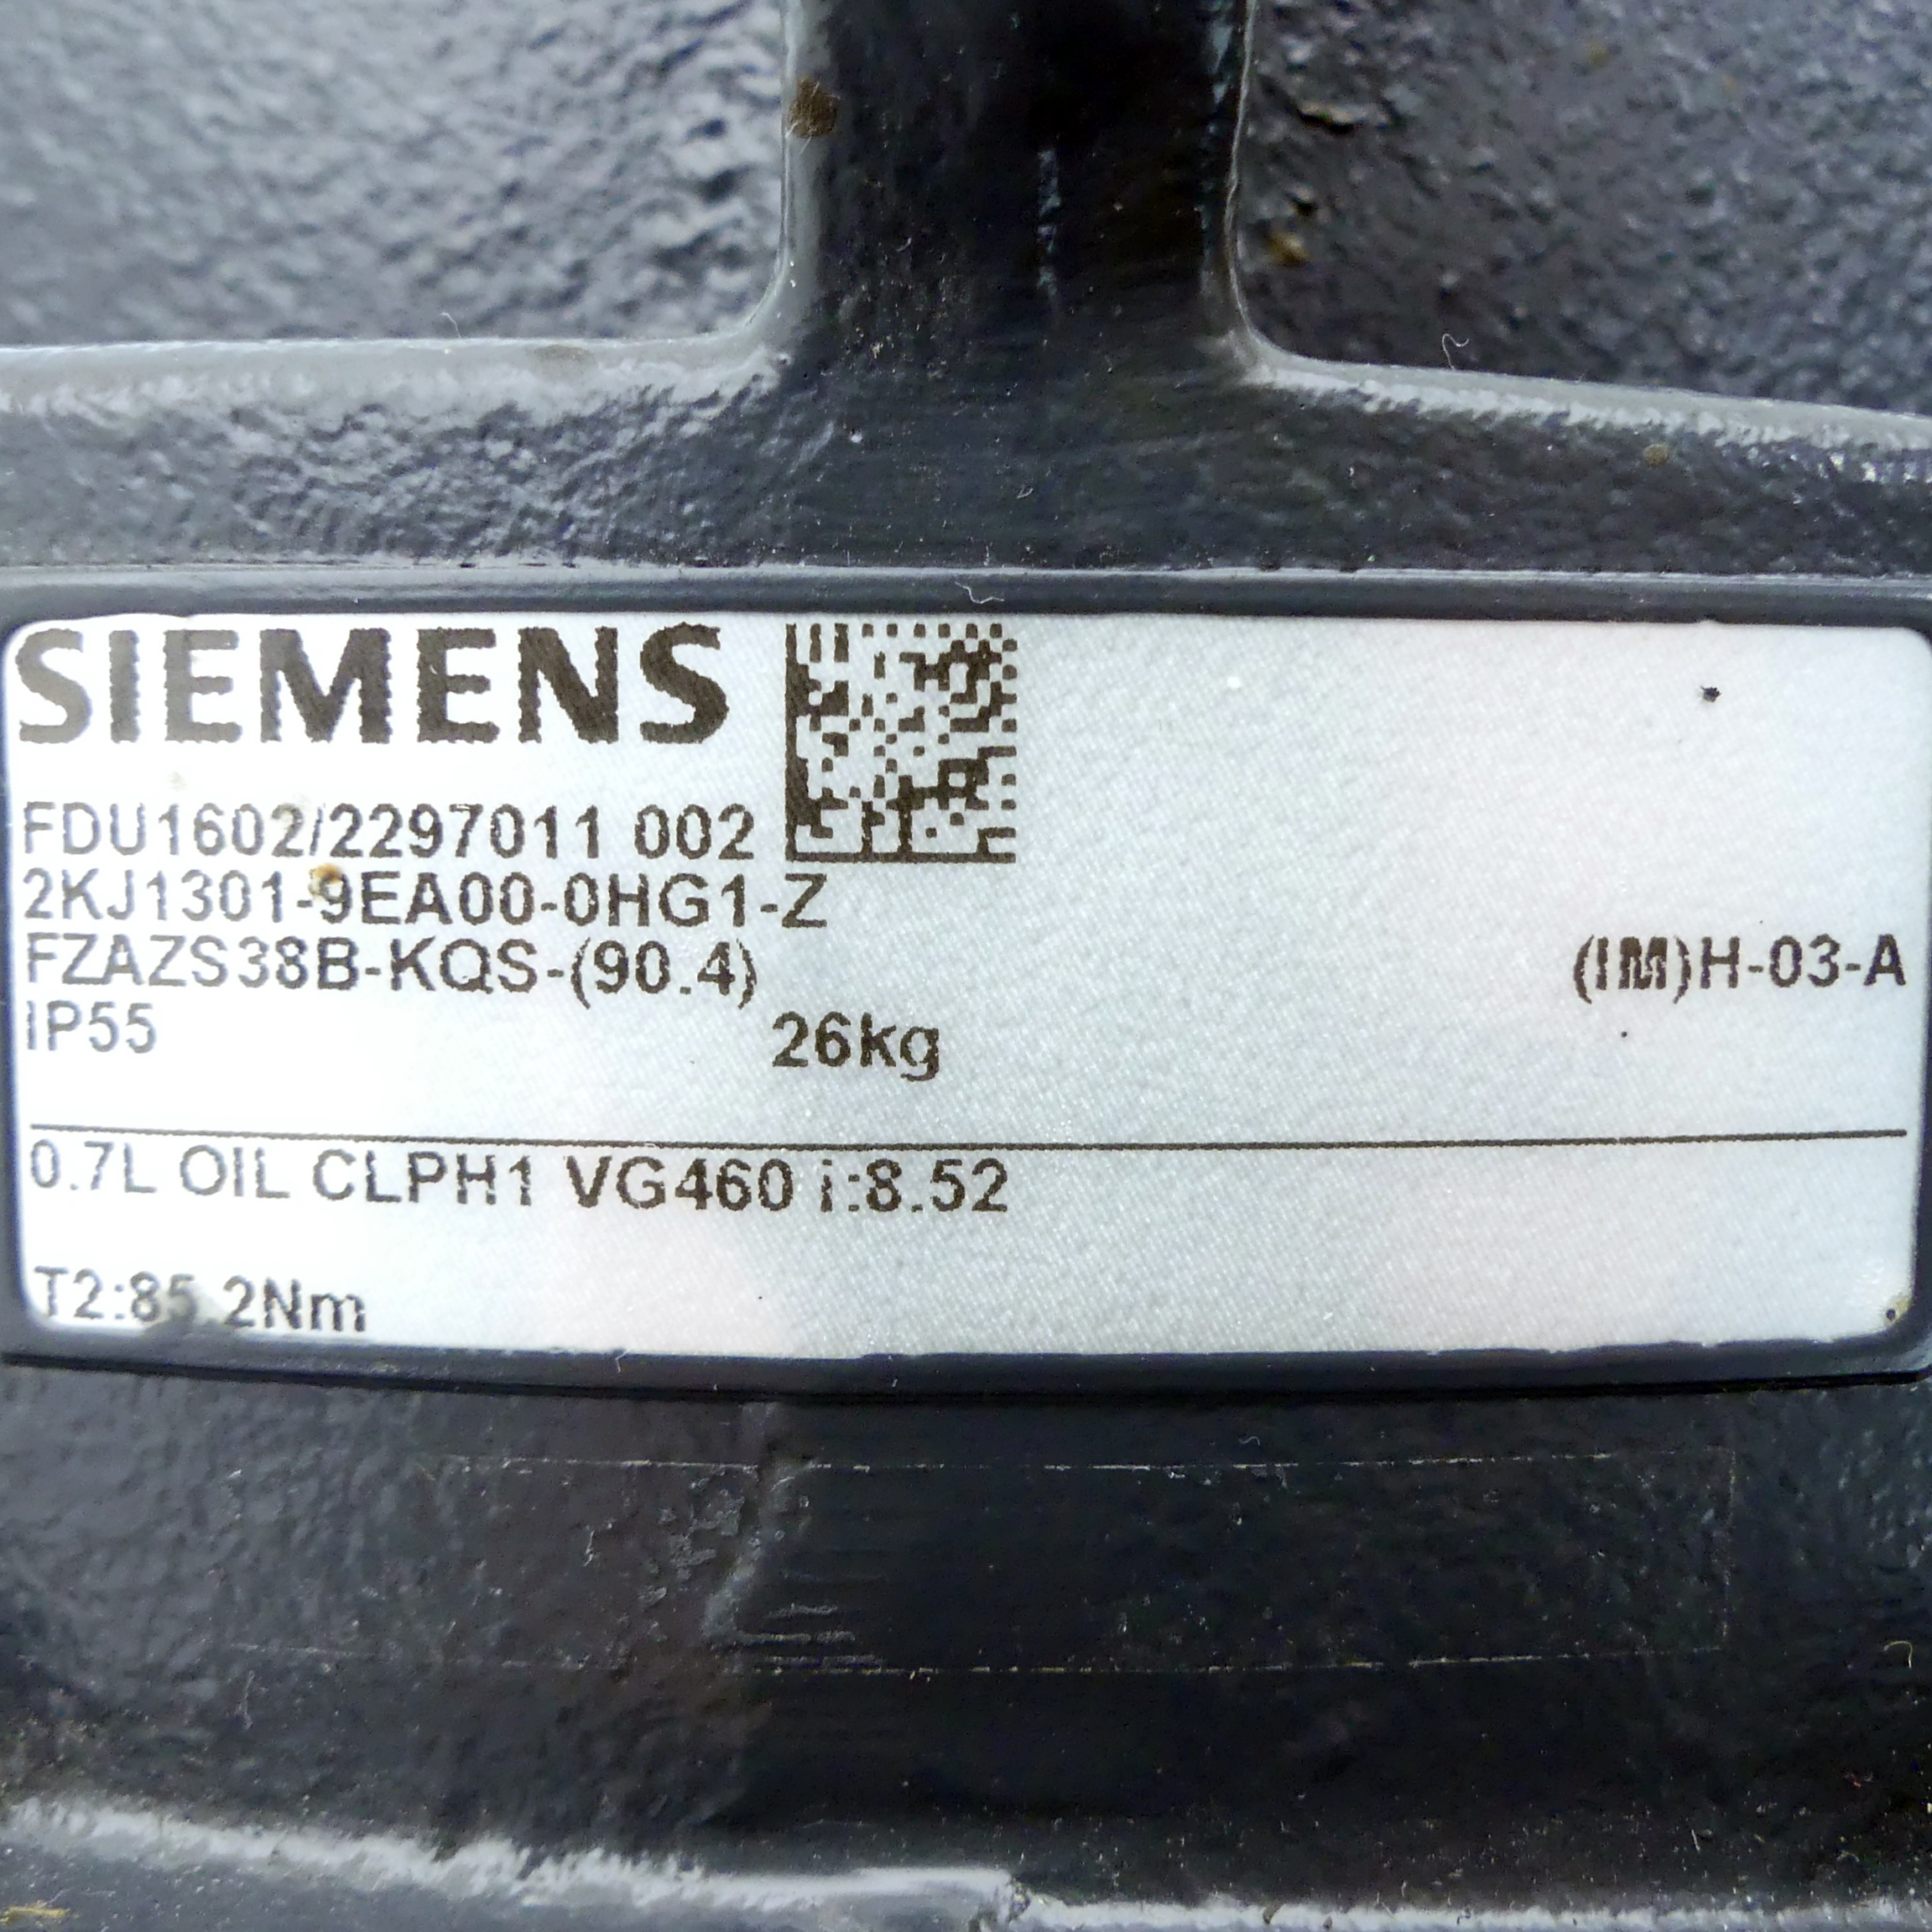 SIEMENS
FDU1602/2297011 002
2KJ1301-9EA00-0HG1-Z
FZAZS38B-KQS-(90.4)
(IM)H-03-A
IP55
26kg
0.7L OIL CLPH1 VG460 i:8.52
T2:85.2Nm